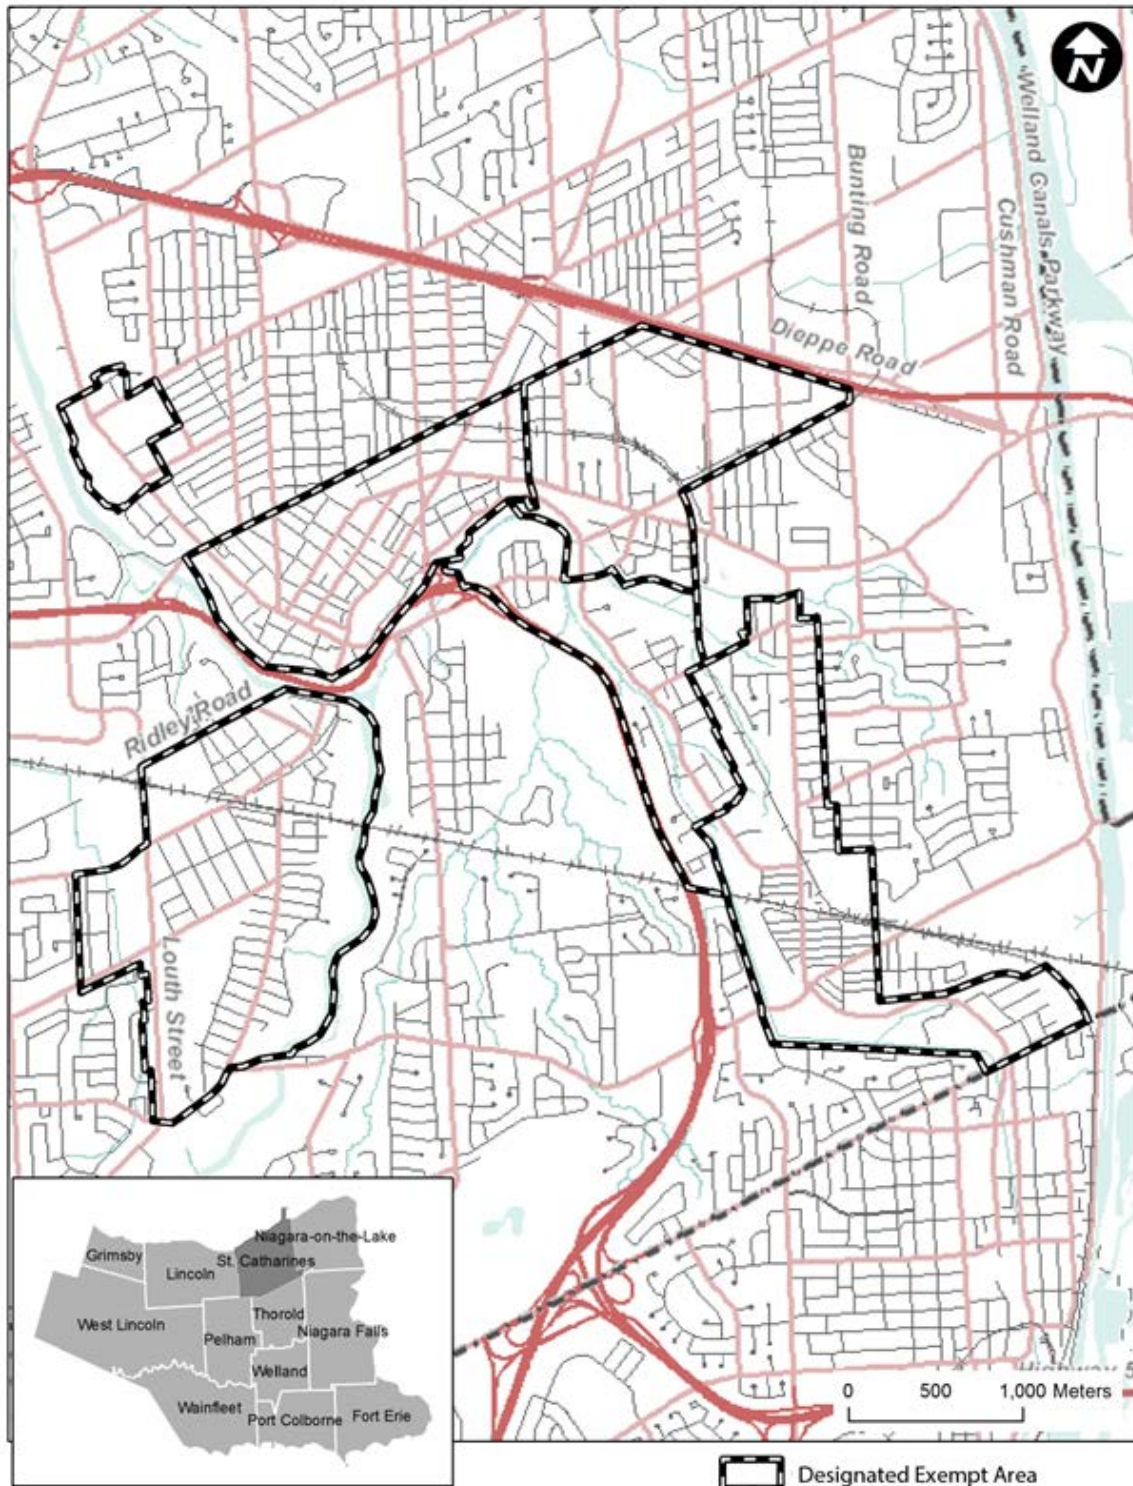 N
Welland Canals Parkway
Bunting Road
Cushman Road
Dieppe Road
Ridley Road
Louth Street
Niagara-on-the-Lake
Grimsby
St. Catharines
Lincoln
Thorold
West Lincoln
Niagara Falls
Pelham
Welland
Wainfleet
Port Colborne
Fort Erie
Highway 5
0 500 1,000 Meters
Designated Exempt Area